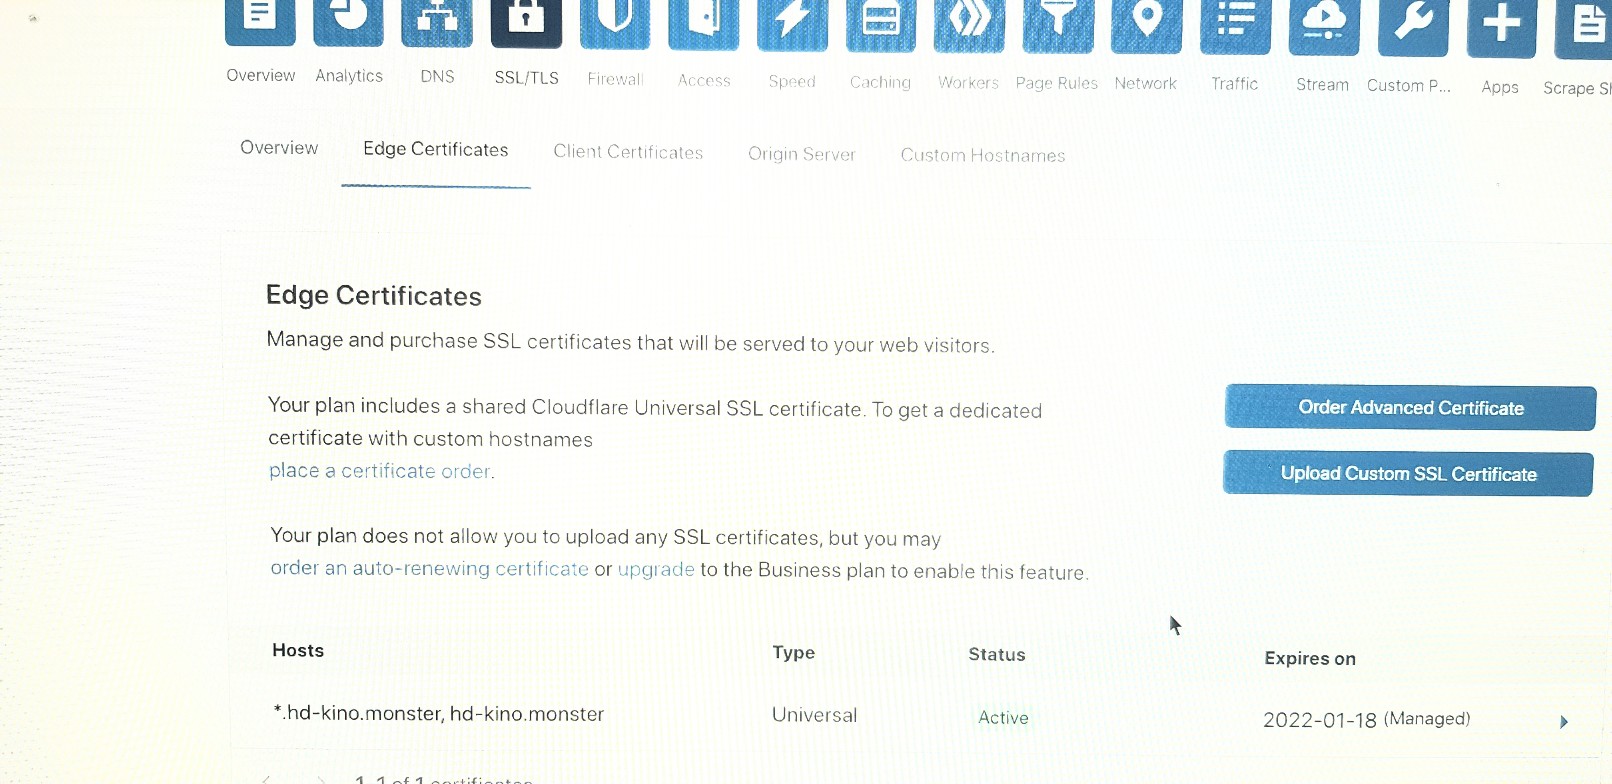 Overview Analytics DNS SSL/TLS Firewall Access Speed Caching Workers Page Rules Network Traffic Stream Custom P... Apps Scrape
Overview Edge Certificates Client Certificates Origin Server Custom Hostnames
Edge Certificates
Manage and purchase SSL certificates that will be served to your web visitors.
Your plan includes a shared Cloudflare Universal SSL certificate. To get a dedicated
certificate with custom hostnames
place a certificate order.
Order Advanced Certificate
Upload Custom SSL Certificate
Your plan does not allow you to upload any SSL certificates, but you may
order an auto-renewing certificate or upgrade to the Business plan to enable this feature.
Hosts Type Status Expires on
*.hd-kino.monster, hd-kino.monster Universal Active 2022-01-18 (Managed)
1-1 of 1 certificates